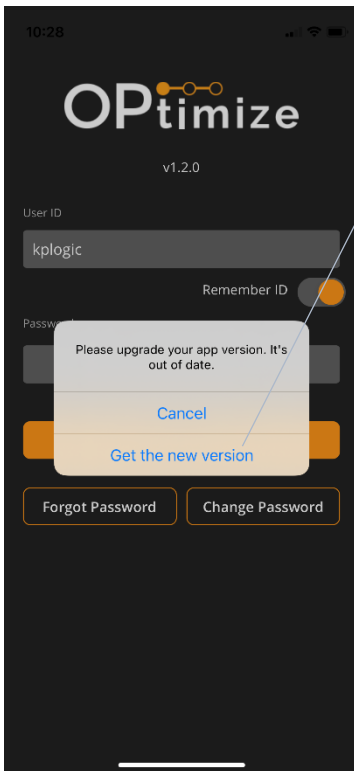 10:28
OPtimize
v1.2.0
User ID
kplogic
Remember ID
Please upgrade your app version. It's
out of date.
Cancel
Get the new version
Forgot Password
Change Password